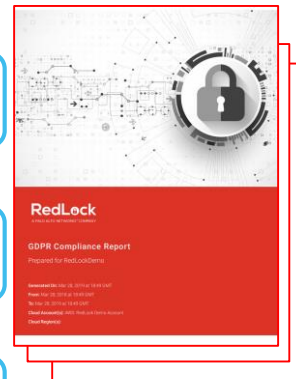 RedLock
A PALO ALTO NETWORKS® COMPANY
GDPR Compliance Report
Prepared for RedLockDemo
Generated On: Mar 28, 2019 at 18:49 GMT
From: Mar 28, 2019 at 18:49 GMT
To: Mar 28, 2019 at 18:49 GMT
Cloud Account(s): AWS, RedLock Demo Account
Cloud Region(s):